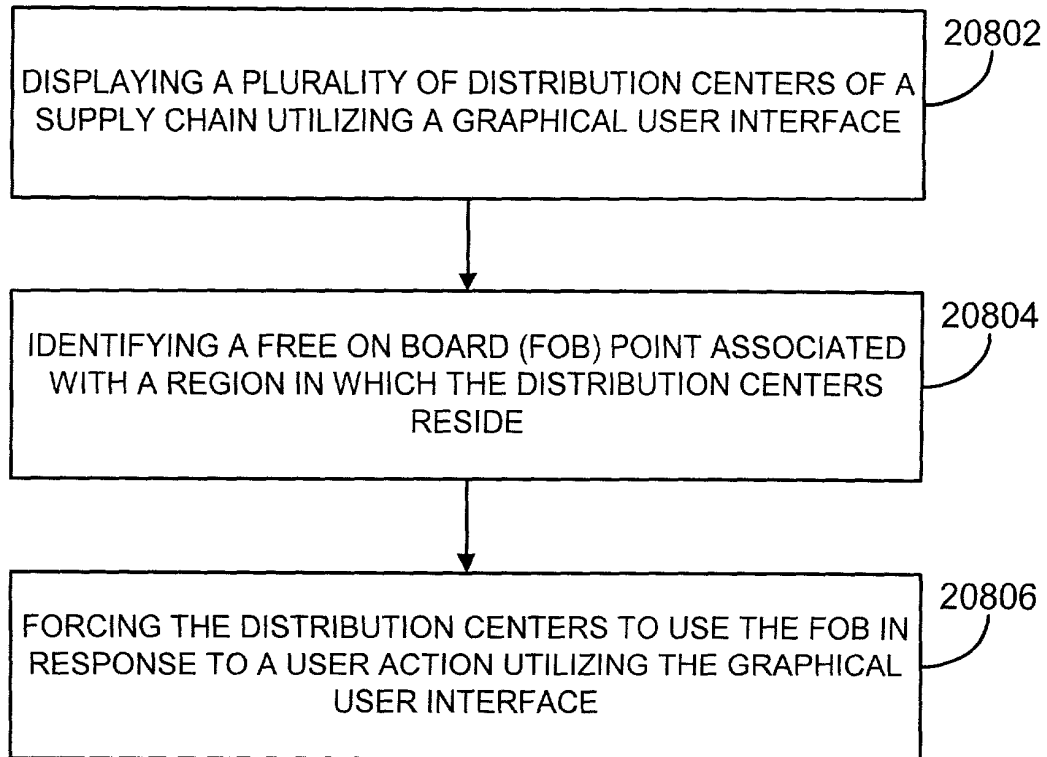 20802
DISPLAYING A PLURALITY OF DISTRIBUTION CENTERS OF A
SUPPLY CHAIN UTILIZING A GRAPHICAL USER INTERFACE
20804
IDENTIFYING A FREE ON BOARD (FOB) POINT ASSOCIATED
WITH A REGION IN WHICH THE DISTRIBUTION CENTERS
RESIDE
20806
FORCING THE DISTRIBUTION CENTERS TO USE THE FOB IN
RESPONSE TO A USER ACTION UTILIZING THE GRAPHICAL
USER INTERFACE